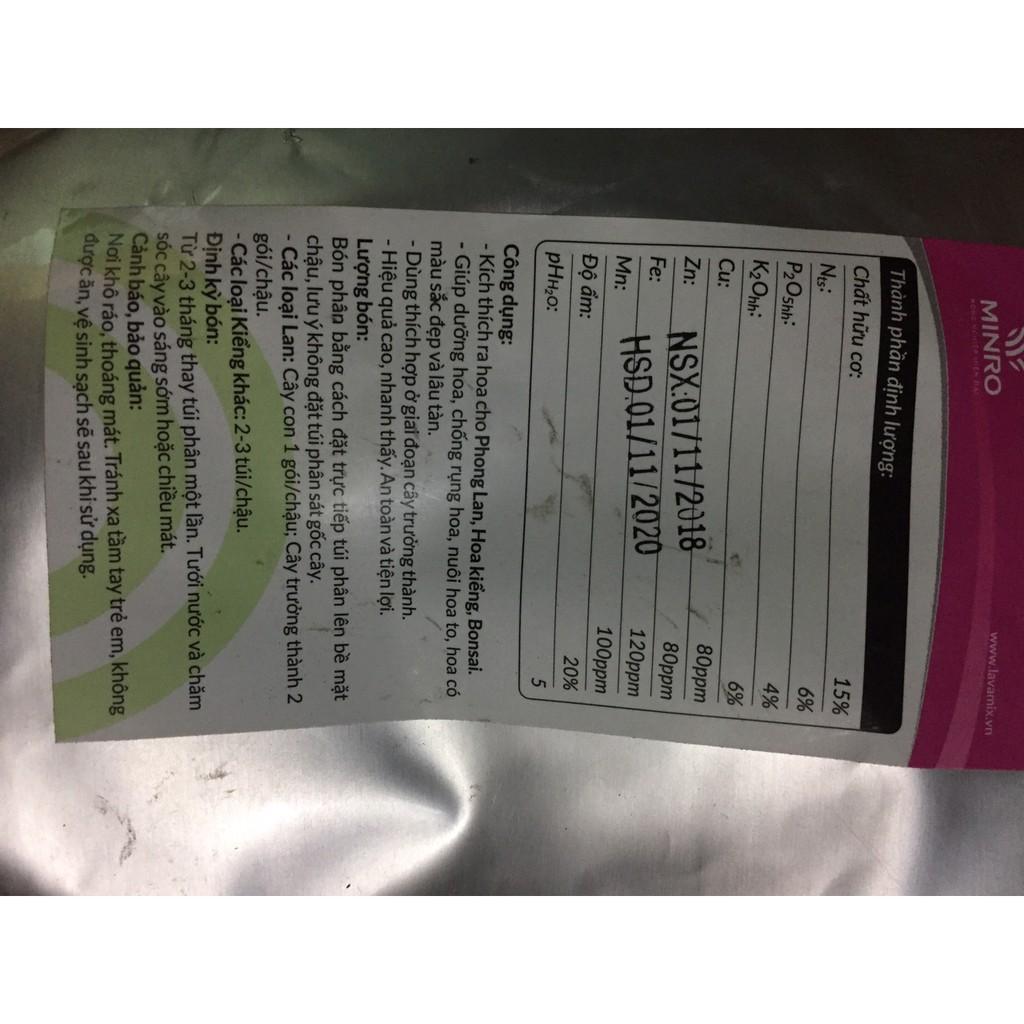 MINRO
NÔNG NGHIỆP HIỆN ĐẠI
www.lavamix.vn
Thành phần định lượng:
Chất hữu cơ: 15%
Nts: 6%
P2O5hh: 4%
K2Ohh: 6%
Cu: 80ppm
Zn: 80ppm
Fe: 120ppm
Mn: 100ppm
Độ ẩm: 20%
pHH2O: 5
NSX:01/11/2018
HSD.01/11/2020
Công dụng:
- Kích thích ra hoa cho Phong Lan, Hoa kiểng, Bonsai.
- Giúp dưỡng hoa, chống rụng hoa, nuôi hoa to, hoa có
màu sắc đẹp và lâu tàn.
- Dùng thích hợp ở giai đoạn cây trưởng thành.
- Hiệu quả cao, nhanh thấy. An toàn và tiện lợi.
Lượng bón:
Bón phân bằng cách đặt trực tiếp túi phân lên bề mặt
chậu, lưu ý không đặt túi phân sát gốc cây.
- Các loại Lan: Cây con 1 gói/chậu; Cây trưởng thành 2
gói/chậu.
- Các loại Kiểng khác: 2-3 túi/chậu.
Định kỳ bón:
Từ 2-3 tháng thay túi phân một lần. Tưới nước và chăm
sóc cây vào sáng sớm hoặc chiều mát.
Cảnh báo, bảo quản:
Nơi khô ráo, thoáng mát. Tránh xa tầm tay trẻ em, không
được ăn, vệ sinh sạch sẽ sau khi sử dụng.